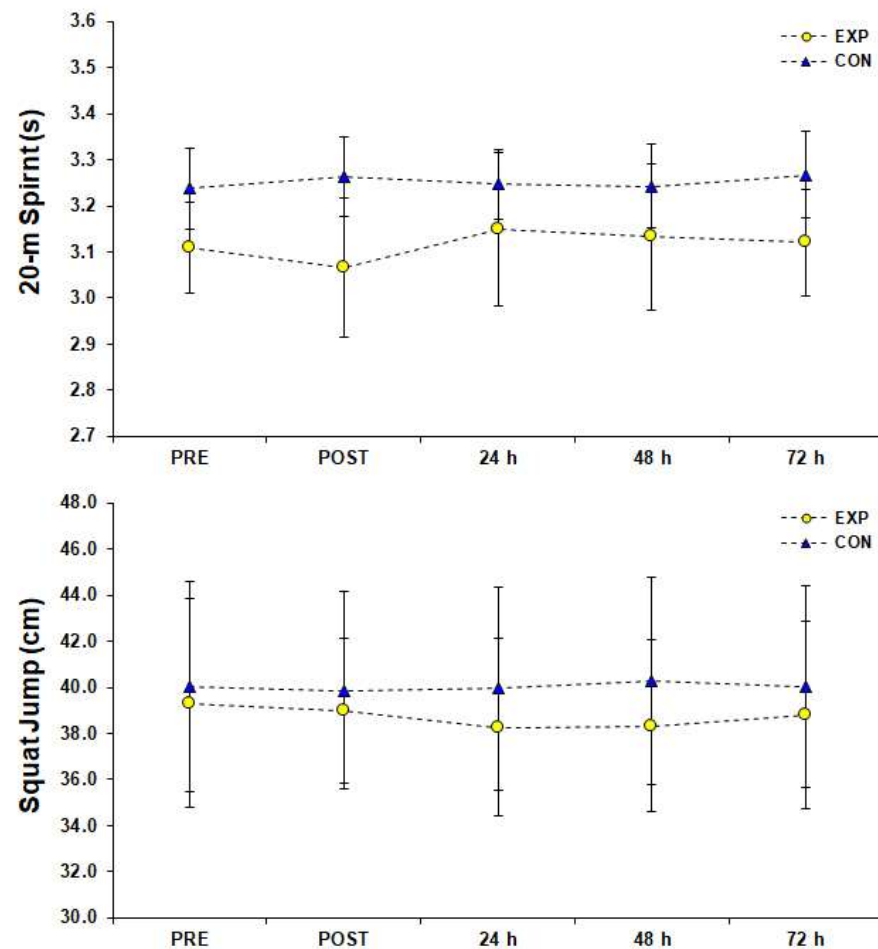 3.6
3.5
3.4
3.3
3.2
3.1
3.0
2.9
2.8
2.7
20-m Spirnt (s)
EXP
CON
PRE POST 24 h 48 h 72 h
48.0
46.0
44.0
42.0
40.0
38.0
36.0
34.0
32.0
30.0
Squat Jump (cm)
EXP
CON
PRE POST 24 h 48 h 72 h